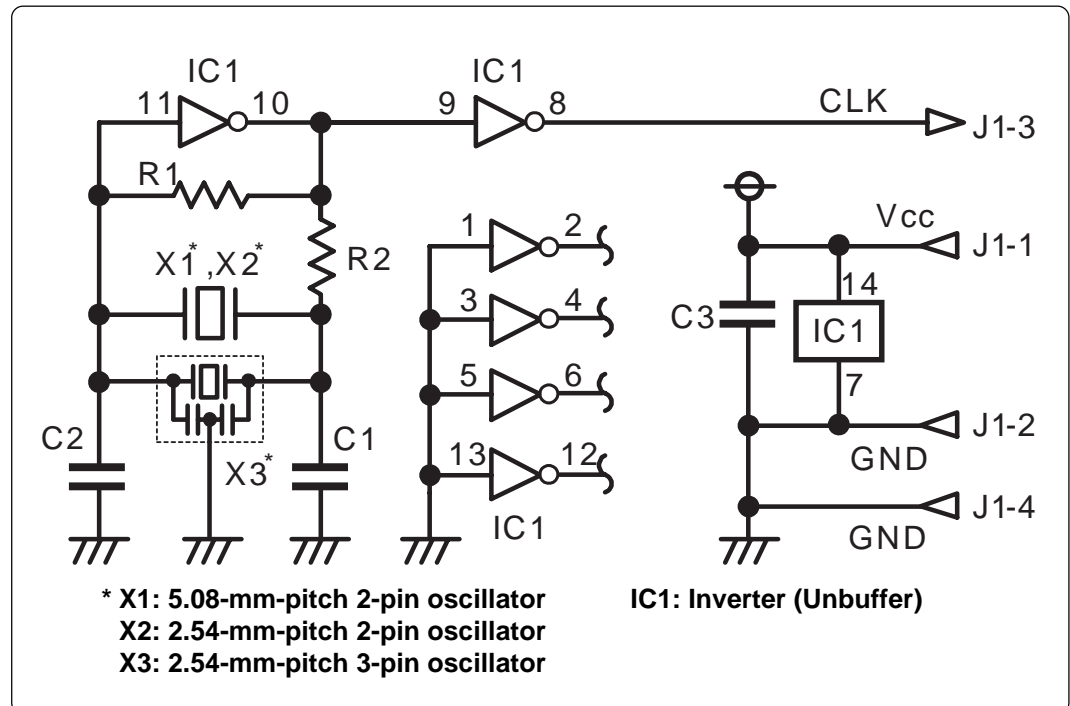 IC1 IC1
11 10 9 8 CLK J1-3
R1
1 2 Vcc J1-1
X1*,X2* R2
14
3 4 C3 IC1
5 6 7
C2 C1 J1-2
GND
X3* 13 12
IC1 J1-4
GND
* X1: 5.08-mm-pitch 2-pin oscillator IC1: Inverter (Unbuffer)
X2: 2.54-mm-pitch 2-pin oscillator
X3: 2.54-mm-pitch 3-pin oscillator